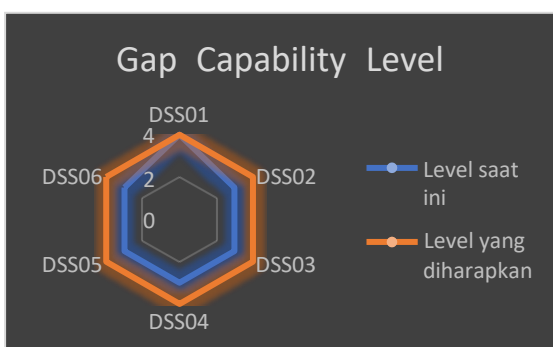 Gap Capability Level
DSS01
4
DSS06
2
DSS02
0
DSS05
DSS03
DSS04
Level saat
ini
Level yang
diharapkan